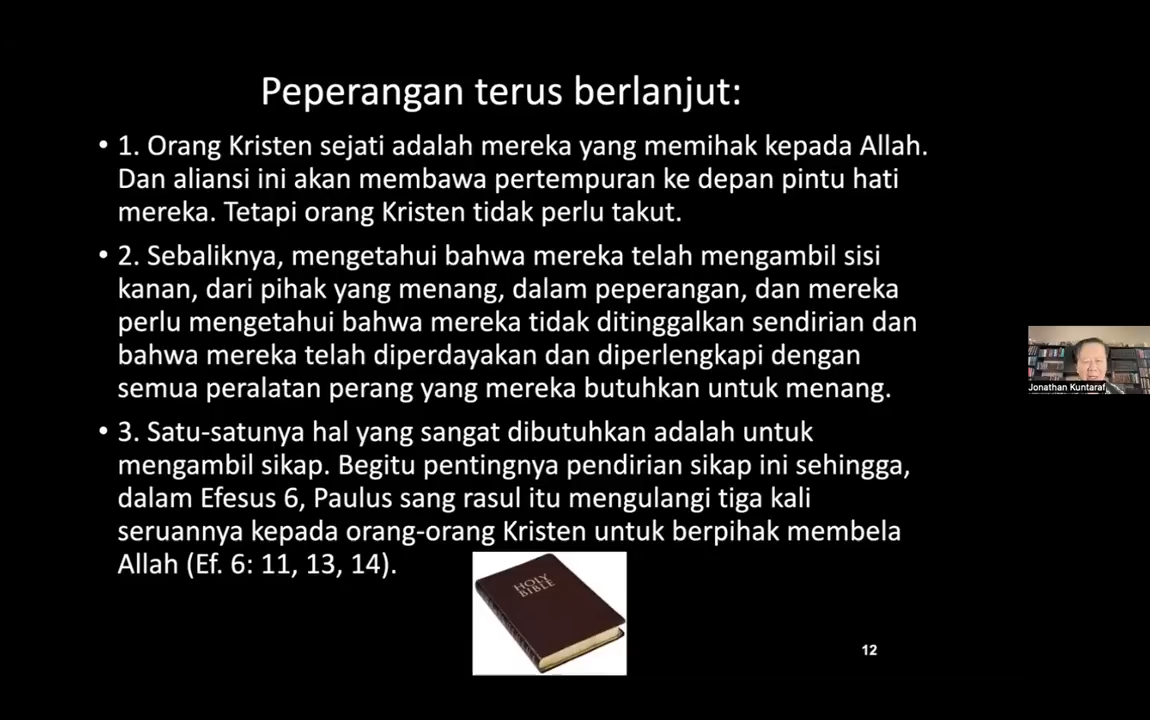 Peperangan terus berlanjut:
• 1. Orang Kristen sejati adalah mereka yang memihak kepada Allah.
Dan aliansi ini akan membawa pertempuran ke depan pintu hati
mereka. Tetapi orang Kristen tidak perlu takut.
• 2. Sebaliknya, mengetahui bahwa mereka telah mengambil sisi
kanan, dari pihak yang menang, dalam peperangan, dan mereka
perlu mengetahui bahwa mereka tidak ditinggalkan sendirian dan
bahwa mereka telah diperdayakan dan diperlengkapi dengan
semua peralatan perang yang mereka butuhkan untuk menang.
• 3. Satu-satunya hal yang sangat dibutuhkan adalah untuk
mengambil sikap. Begitu pentingnya pendirian sikap ini sehingga,
dalam Efesus 6, Paulus sang rasul itu mengulangi tiga kali
seruannya kepada orang-orang Kristen untuk berpihak membela
Allah (Ef. 6: 11, 13, 14).
HOLY
BIBLE
12
Jonathan Kuntaraf